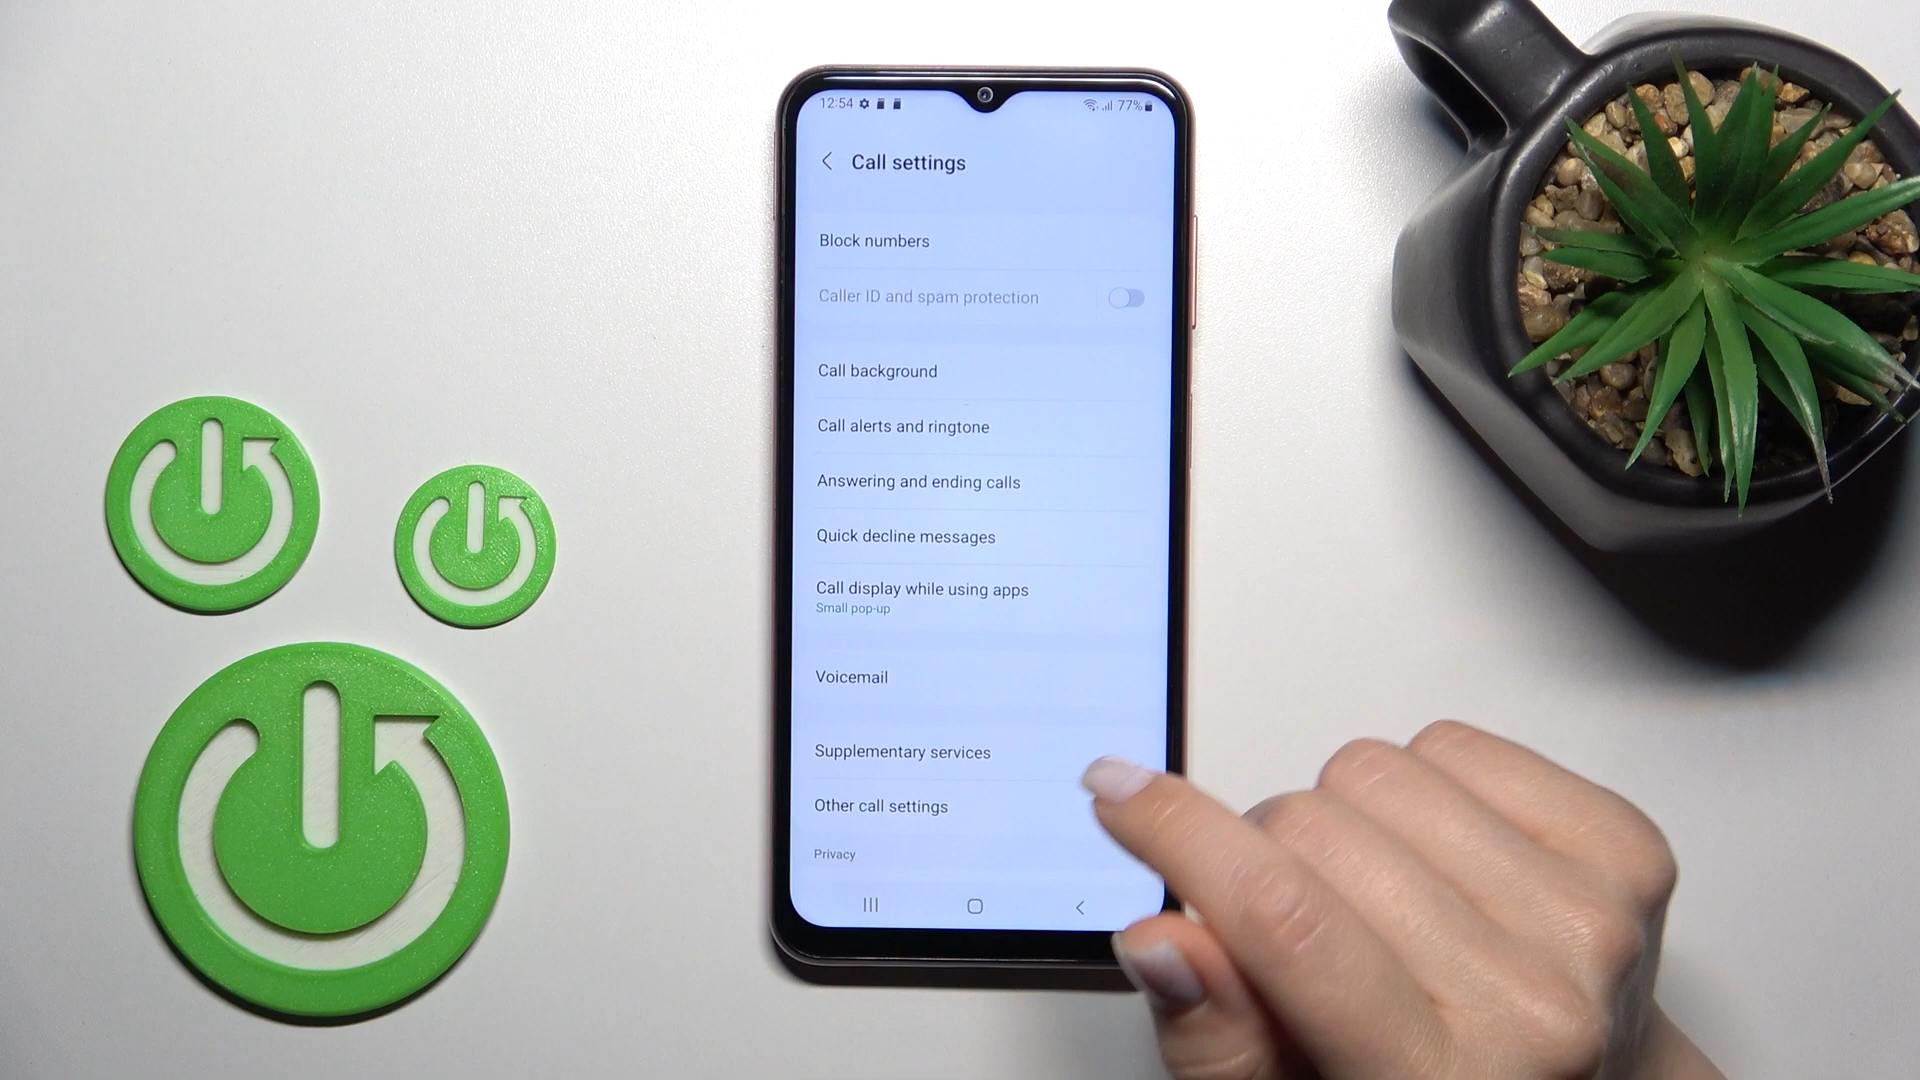 12:54 77%
Call settings
Block numbers
Caller ID and spam protection
Call background
Call alerts and ringtone
Answering and ending calls
Quick decline messages
Call display while using apps
Small pop-up
Voicemail
Supplementary services
Other call settings
Privacy